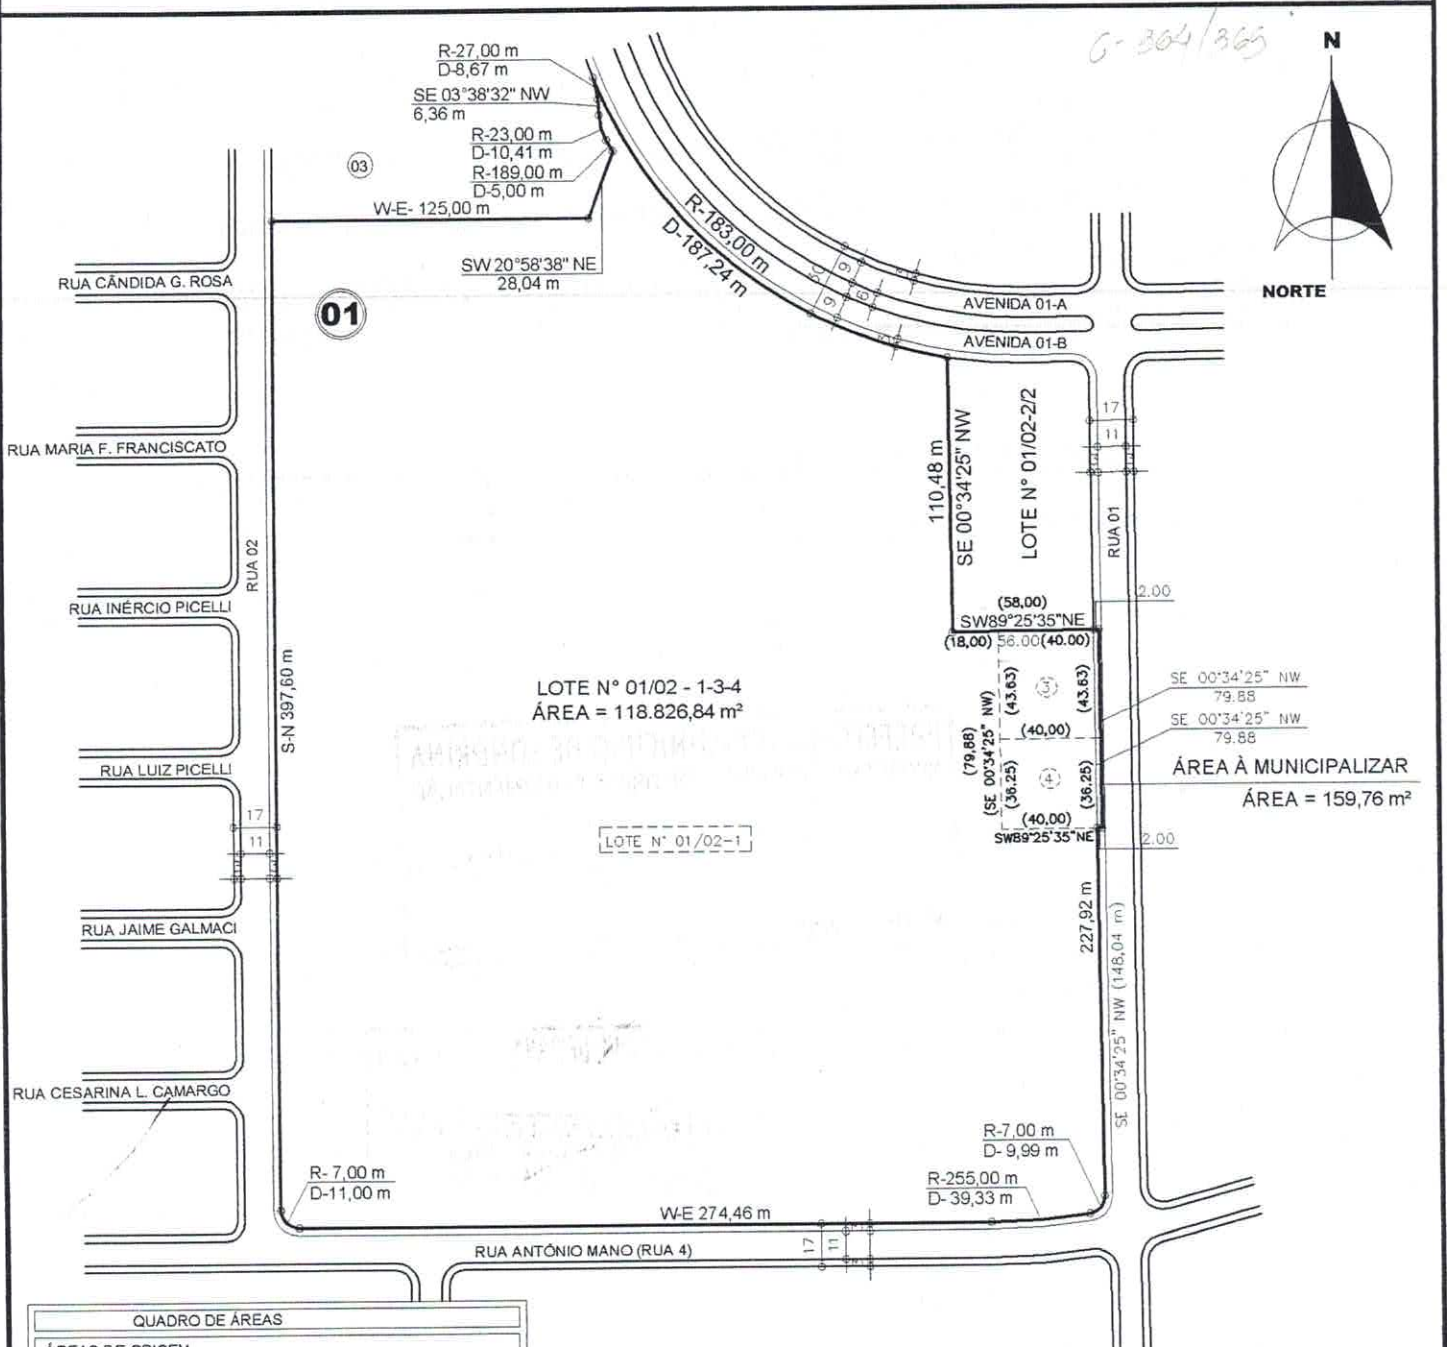 G-364/365
N
NORTE
R-27,00 m
D-8,67 m
SE 03°38'32" NW
6,36 m
R-23,00 m
D-10,41 m
R-189,00 m
D-5,00 m
03
W-E- 125,00 m
SW 20°58'38" NE
28,04 m
01
R-183,00 m
D-187,24 m
50
9
9
6
5
AVENIDA 01-A
AVENIDA 01-B
RUA CÂNDIDA G. ROSA
RUA MARIA F. FRANCISCATO
RUA INÉRCIO PICELLI
RUA LUIZ PICELLI
RUA JAIME GALMACI
RUA CESARINA L. CAMARGO
RUA 02
S-N 397,60 m
17
11
110,48 m
SE 00°34'25" NW
LOTE N° 01/02-2/2
17
11
RUA 01
2.00
(58,00)
SW89°25'35"NE
(18,00) 56.00(40.00)
(43.63)
3
(43.63)
(40,00)
(79,88)
(SE 00°34'25" NW)
(36.25)
4
(36.25)
(40,00)
SW89°25'35"NE
2.00
SE 00°34'25" NW
79.88
SE 00°34'25" NW
79.88
ÁREA À MUNICIPALIZAR
ÁREA = 159,76 m²
LOTE N° 01/02 - 1-3-4
ÁREA = 118.826,84 m²
LOTE N° 01/02-1
227,92 m
SE 00°34'25" NW (148,04 m)
R-7,00 m
D- 9,99 m
R-255,00 m
D- 39,33 m
R- 7,00 m
D-11,00 m
W-E 274,46 m
17
11
RUA ANTÔNIO MANO (RUA 4)
QUADRO DE ÁREAS